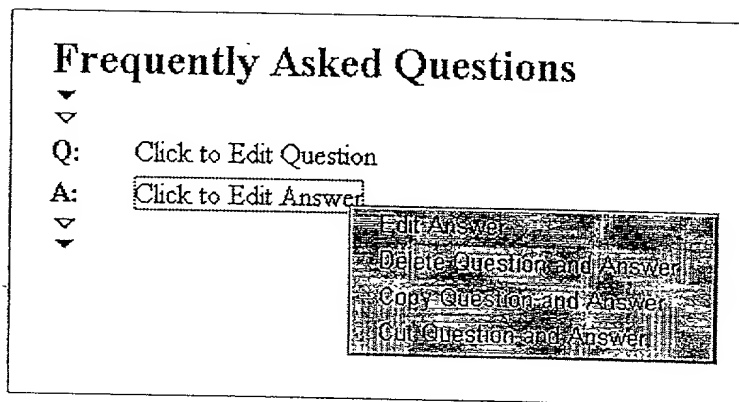 Frequently Asked Questions
Q: Click to Edit Question
A: Click to Edit Answer
Edit Answer
Delete Question and Answer
Copy Question and Answer
Cut Question and Answer